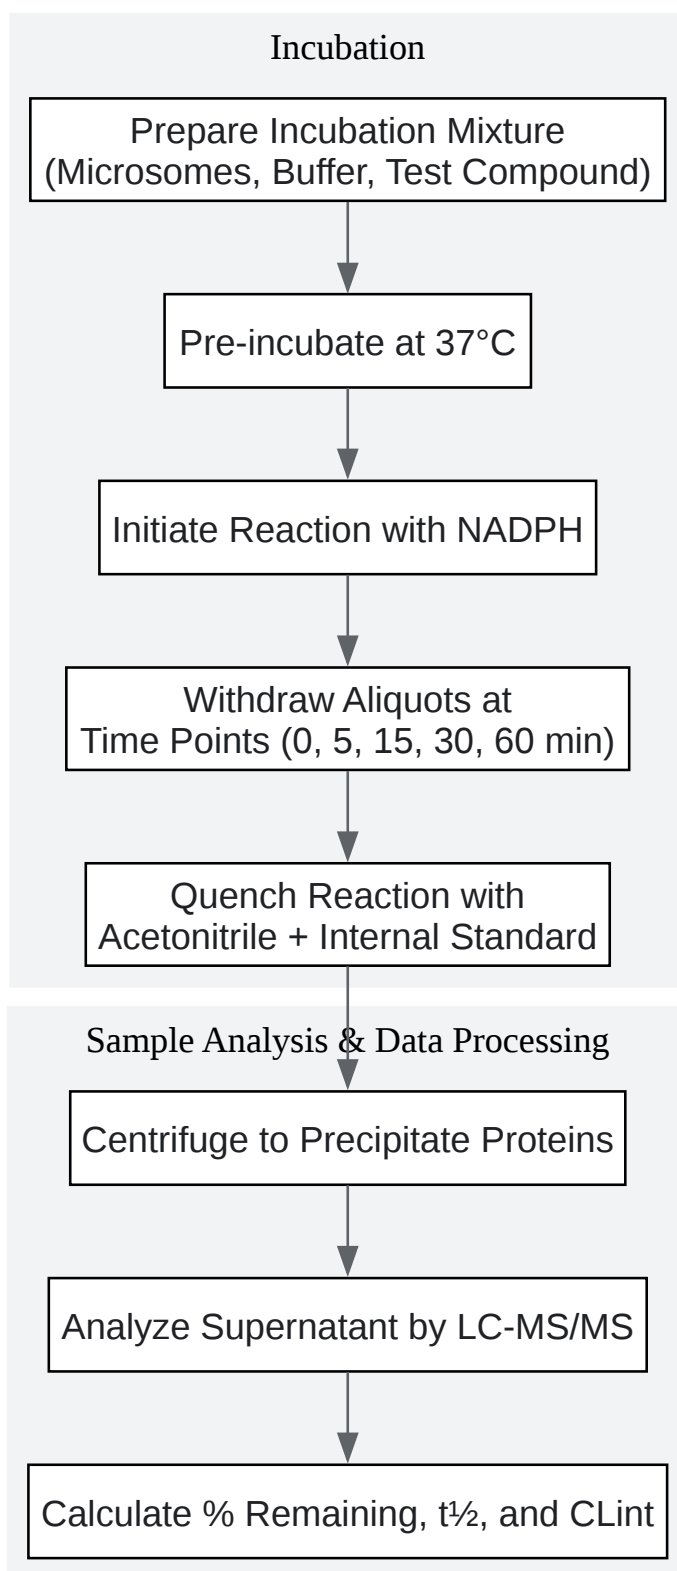 Incubation
Prepare Incubation Mixture
(Microsomes, Buffer, Test Compound)
Pre-incubate at 37°C
Initiate Reaction with NADPH
Withdraw Aliquots at
Time Points (0, 5, 15, 30, 60 min)
Quench Reaction with
Acetonitrile + Internal Standard
Sample Analysis & Data Processing
Centrifuge to Precipitate Proteins
Analyze Supernatant by LC-MS/MS
Calculate % Remaining, t½, and CLint